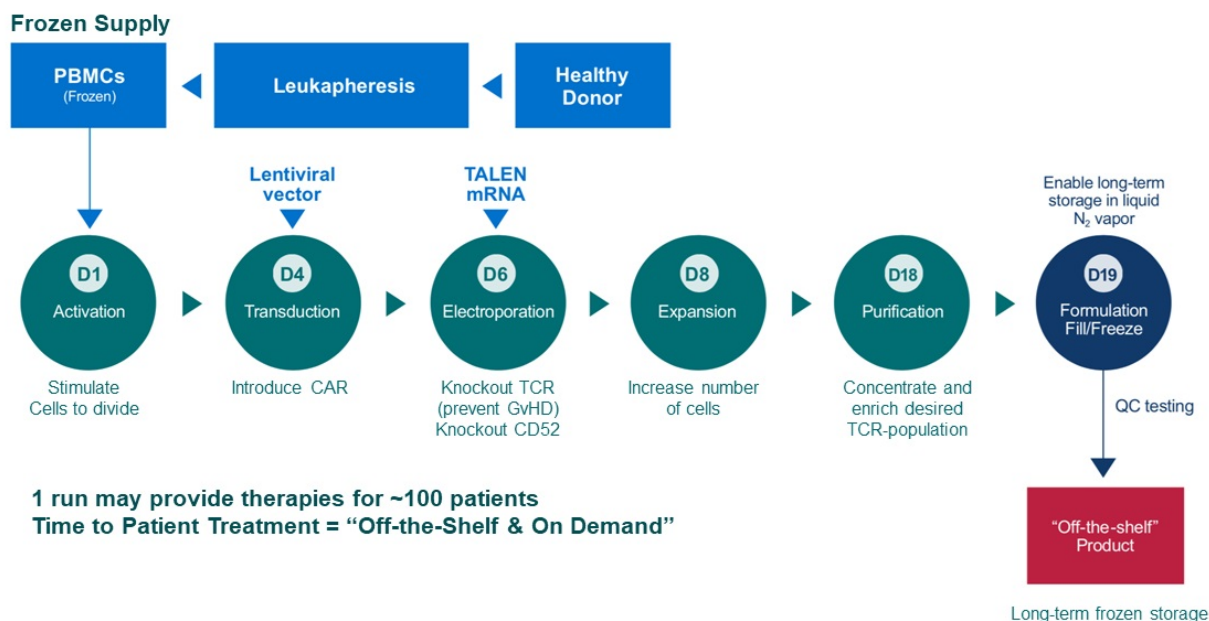 Frozen Supply
PBMCs
(Frozen)
Leukapheresis
Healthy
Donor
Lentiviral
vector
TALEN
mRNA
Enable long-term
storage in liquid
N₂ vapor
D1
Activation
D4
Transduction
D6
Electroporation
D8
Expansion
D18
Purification
D19
Formulation
Fill/Freeze
Stimulate
Cells to divide
Introduce CAR
Knockout TCR
(prevent GvHD)
Knockout CD52
Increase number
of cells
Concentrate and
enrich desired
TCR-population
QC testing
1 run may provide therapies for ~100 patients
Time to Patient Treatment = “Off-the-Shelf & On Demand”
“Off-the-shelf”
Product
Long-term frozen storage